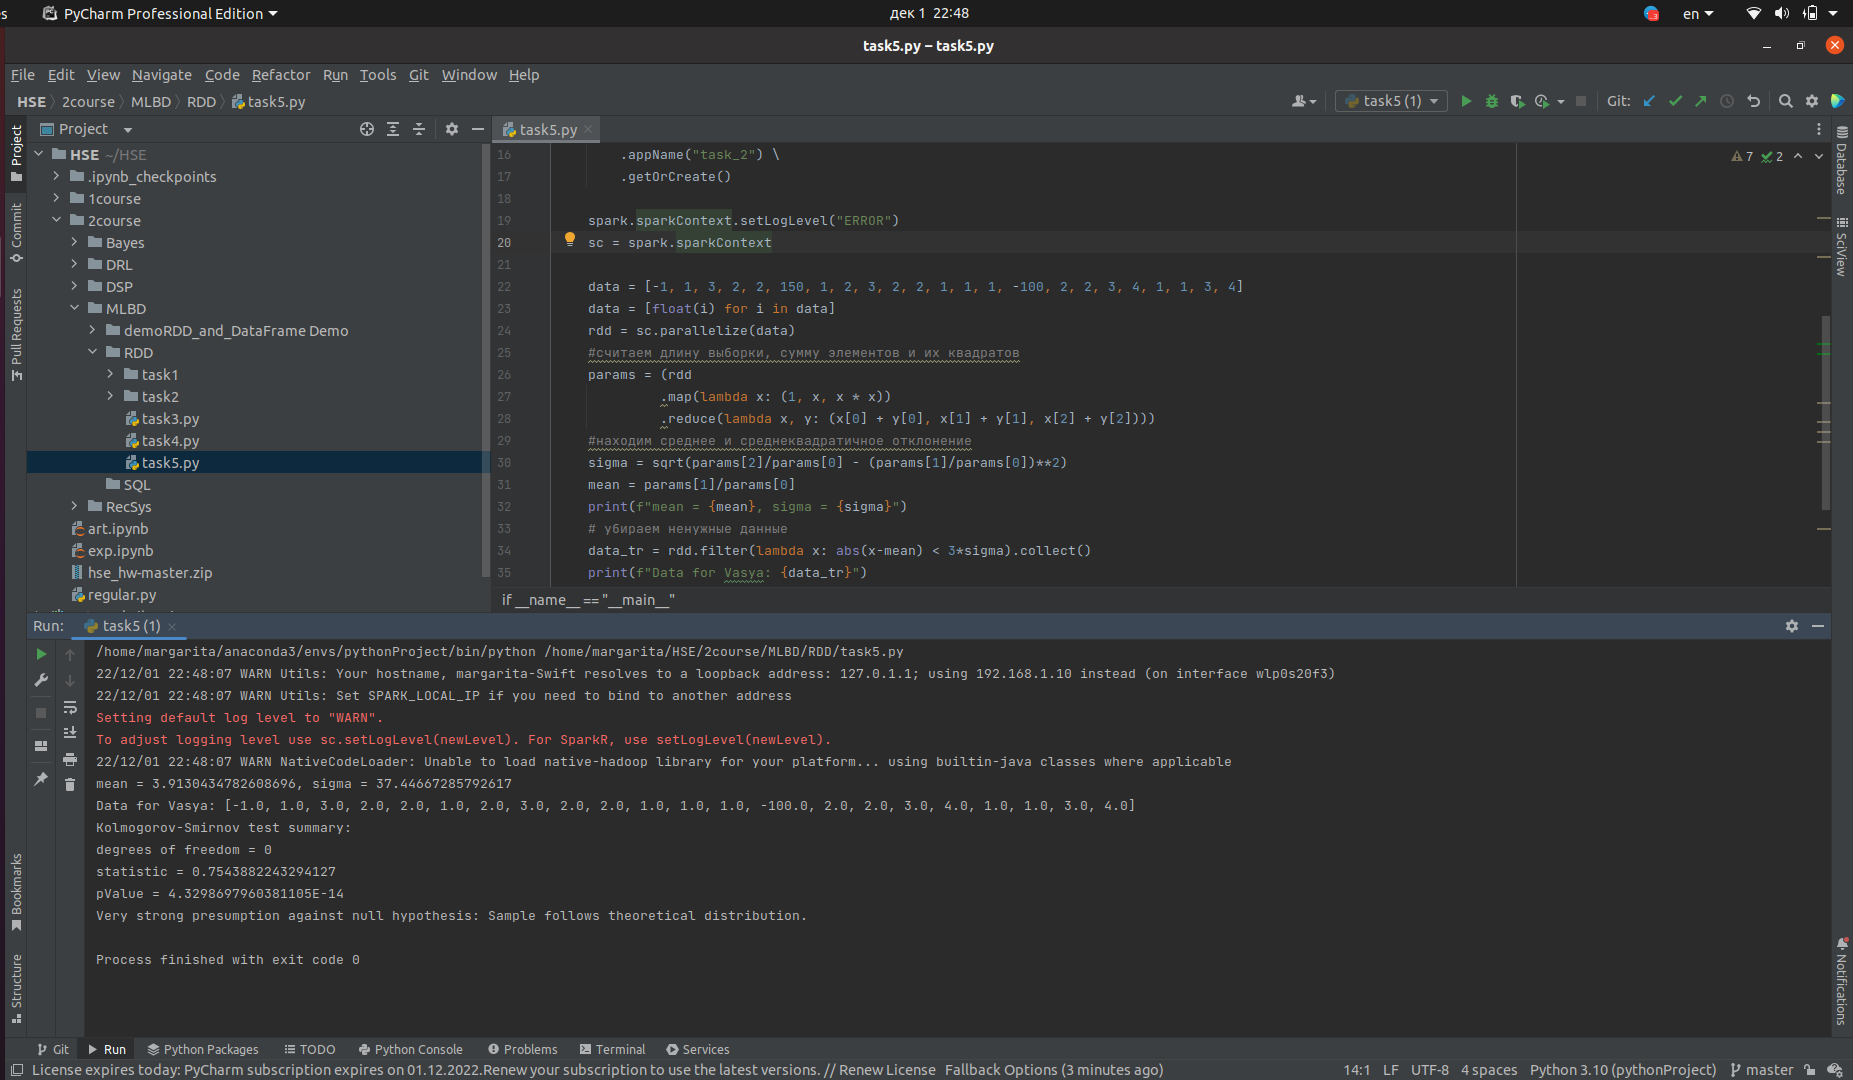 PyCharm Professional Edition
дек 1 22:48
en
task5.py – task5.py
File Edit View Navigate Code Refactor Run Tools Git Window Help
HSE 2course MLBD RDD task5.py
task5 (1)
Git:
Project
task5.py
HSE ~/HSE
.ipynb_checkpoints
1course
2course
Bayes
DRL
DSP
MLBD
demoRDD_and_DataFrame Demo
RDD
task1
task2
task3.py
task4.py
task5.py
SQL
RecSys
art.ipynb
exp.ipynb
hse_hw-master.zip
regular.py
Project
Commit
Pull Requests
Bookmarks
Structure
7 2
16 .appName("task_2") \
17 .getOrCreate()
18
19 spark.sparkContext.setLogLevel("ERROR")
20 sc = spark.sparkContext
21
22 data = [-1, 1, 3, 2, 2, 150, 1, 2, 3, 2, 2, 1, 1, 1, -100, 2, 2, 3, 4, 1, 1, 3, 4]
23 data = [float(i) for i in data]
24 rdd = sc.parallelize(data)
25 #считаем длину выборки, сумму элементов и их квадратов
26 params = (rdd
27 .map(lambda x: (1, x, x * x))
28 .reduce(lambda x, y: (x[0] + y[0], x[1] + y[1], x[2] + y[2])))
29 #находим среднее и среднеквадратичное отклонение
30 sigma = sqrt(params[2]/params[0] - (params[1]/params[0])**2)
31 mean = params[1]/params[0]
32 print(f"mean = {mean}, sigma = {sigma}")
33 # убираем ненужные данные
34 data_tr = rdd.filter(lambda x: abs(x-mean) < 3*sigma).collect()
35 print(f"Data for Vasya: {data_tr}")
if __name__ == "__main__"
Database
SciView
Notifications
Run: task5 (1)
/home/margarita/anaconda3/envs/pythonProject/bin/python /home/margarita/HSE/2course/MLBD/RDD/task5.py
22/12/01 22:48:07 WARN Utils: Your hostname, margarita-Swift resolves to a loopback address: 127.0.1.1; using 192.168.1.10 instead (on interface wlp0s20f3)
22/12/01 22:48:07 WARN Utils: Set SPARK_LOCAL_IP if you need to bind to another address
Setting default log level to "WARN".
To adjust logging level use sc.setLogLevel(newLevel). For SparkR, use setLogLevel(newLevel).
22/12/01 22:48:07 WARN NativeCodeLoader: Unable to load native-hadoop library for your platform... using builtin-java classes where applicable
mean = 3.9130434782608696, sigma = 37.44667285792617
Data for Vasya: [-1.0, 1.0, 3.0, 2.0, 2.0, 1.0, 2.0, 3.0, 2.0, 2.0, 1.0, 1.0, 1.0, -100.0, 2.0, 2.0, 3.0, 4.0, 1.0, 1.0, 3.0, 4.0]
Kolmogorov-Smirnov test summary:
degrees of freedom = 0
statistic = 0.7543882243294127
pValue = 4.3298697960381105E-14
Very strong presumption against null hypothesis: Sample follows theoretical distribution.
Process finished with exit code 0
Git Run Python Packages TODO Python Console Problems Terminal Services
License expires today: PyCharm subscription expires on 01.12.2022.Renew your subscription to use the latest versions. // Renew License Fallback Options (3 minutes ago)
14:1 LF UTF-8 4 spaces Python 3.10 (pythonProject) master